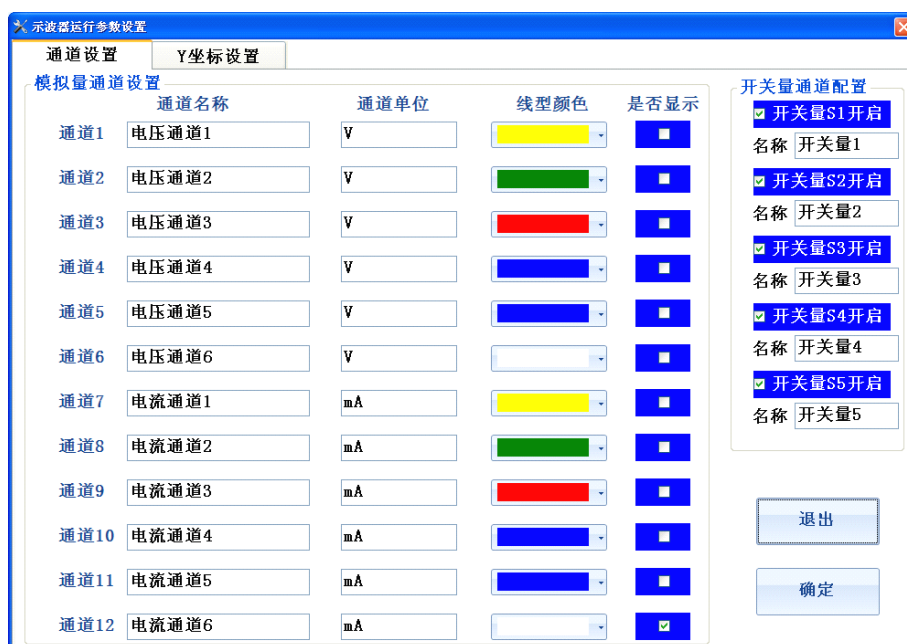 示波器运行参数设置
通道设置 Y坐标设置
模拟量通道设置
通道名称 通道单位 线型颜色 是否显示
通道1 电压通道1 V
通道2 电压通道2 V
通道3 电压通道3 V
通道4 电压通道4 V
通道5 电压通道5 V
通道6 电压通道6 V
通道7 电流通道1 mA
通道8 电流通道2 mA
通道9 电流通道3 mA
通道10 电流通道4 mA
通道11 电流通道5 mA
通道12 电流通道6 mA
开关量通道配置
开关量S1开启
名称 开关量1
开关量S2开启
名称 开关量2
开关量S3开启
名称 开关量3
开关量S4开启
名称 开关量4
开关量S5开启
名称 开关量5
退出
确定